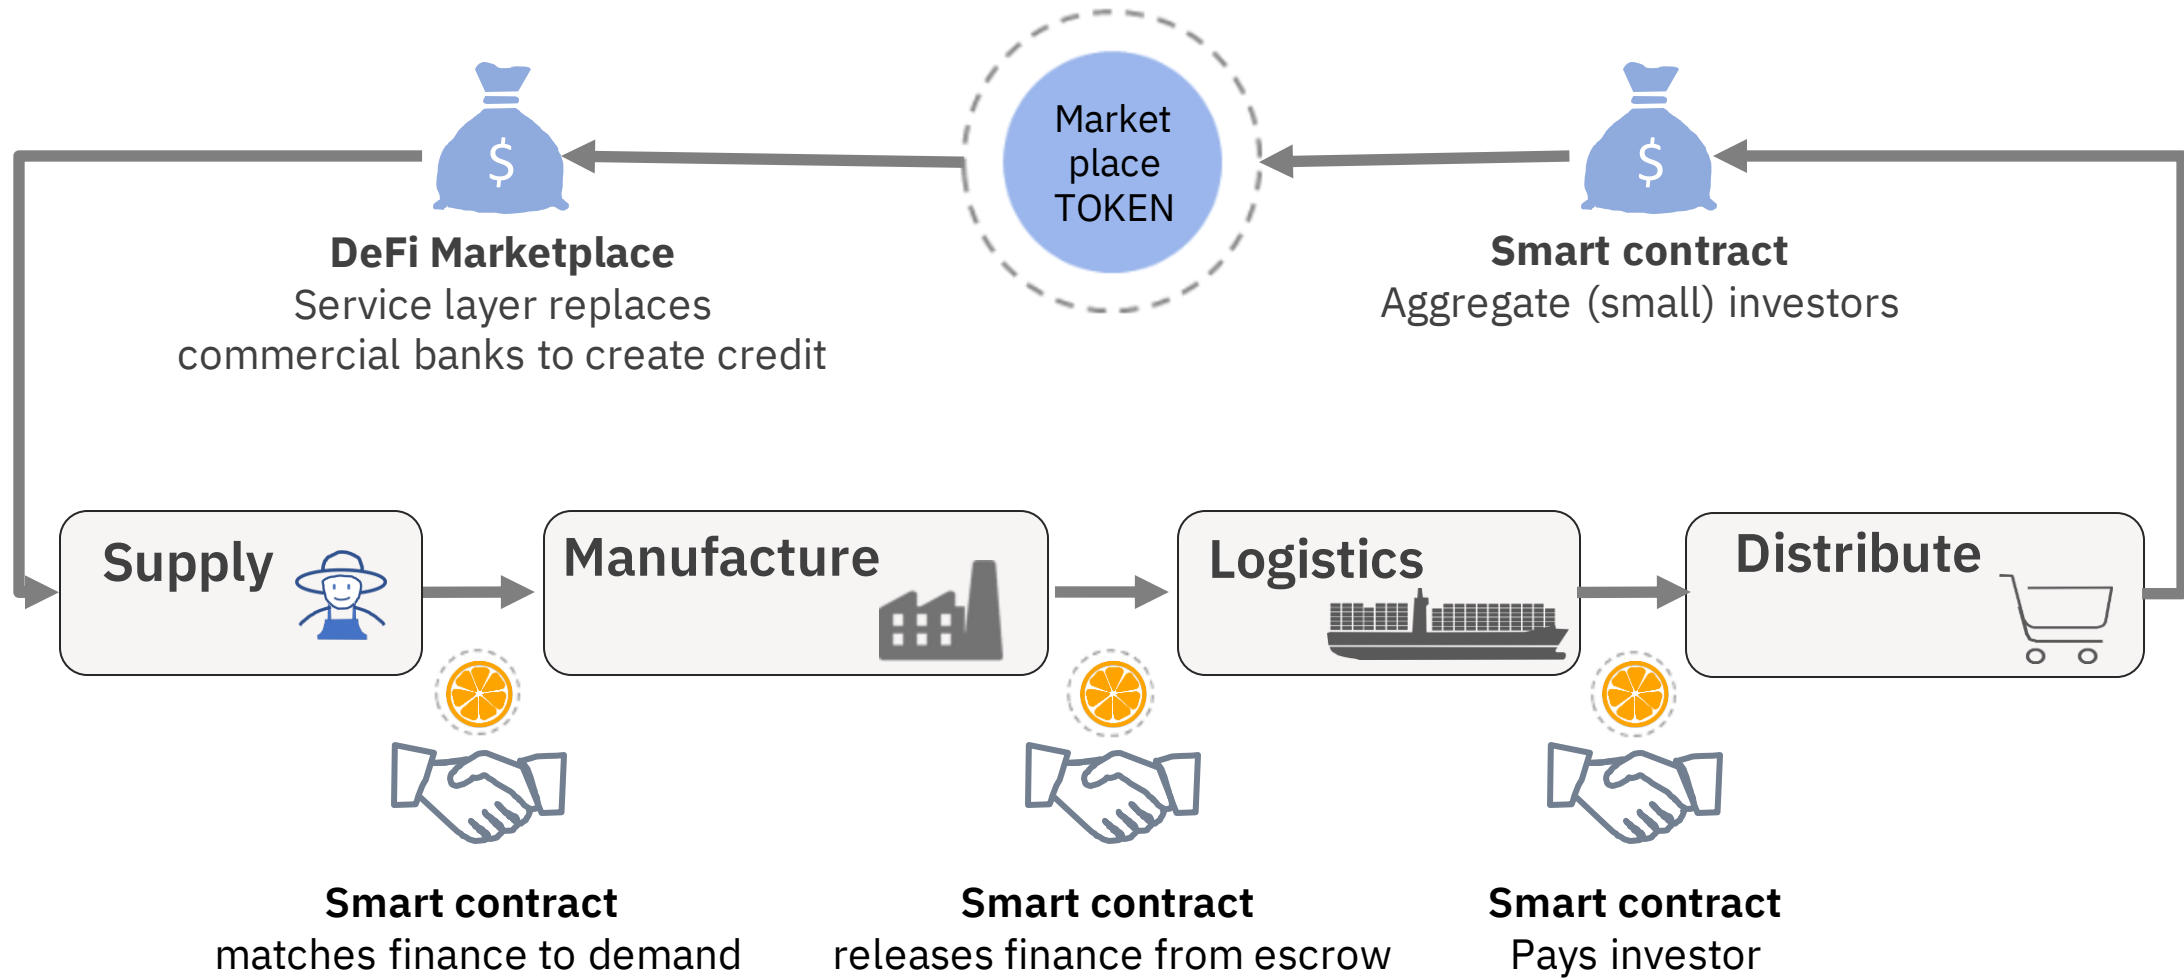 Market
place
TOKEN
$
$
DeFi Marketplace
Service layer replaces
commercial banks to create credit
Smart contract
Aggregate (small) investors
Supply
Manufacture
Logistics
Distribute
Smart contract
matches finance to demand
Smart contract
releases finance from escrow
Smart contract
Pays investor